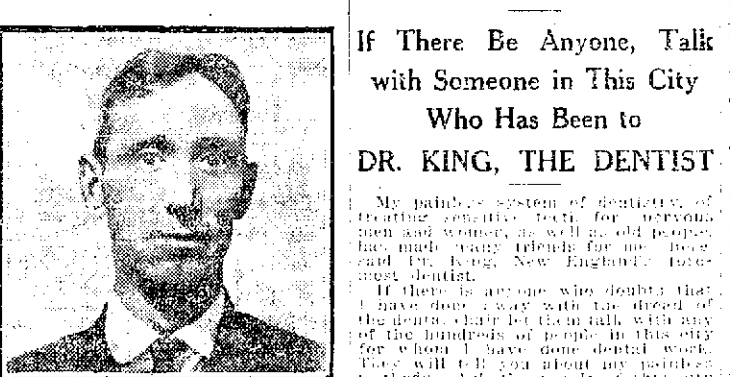 If There Be Anyone, Talk
with Someone in This City
Who Has Been to
DR. KING, THE DENTIST
My painless system of dentistry, of
treating sensitive teeth for nervous
men and women, as well as old people,
has made many friends for me here,
said Dr. King, New England's fore-
most dentist.
If there is anyone who doubts that
I have done away with the dread of
the dental chair let them talk with any
of the hundreds of people in this city
for whom I have done dental work.
They will tell you about my painless